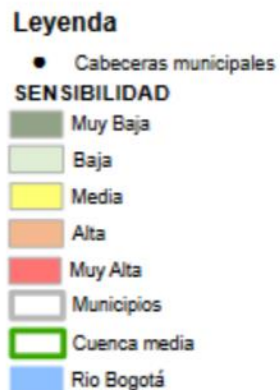 Leyenda
Cabeceras municipales
SENSIBILIDAD
Muy Baja
Baja
Media
Alta
Muy Alta
Municipios
Cuenca media
Rio Bogotá